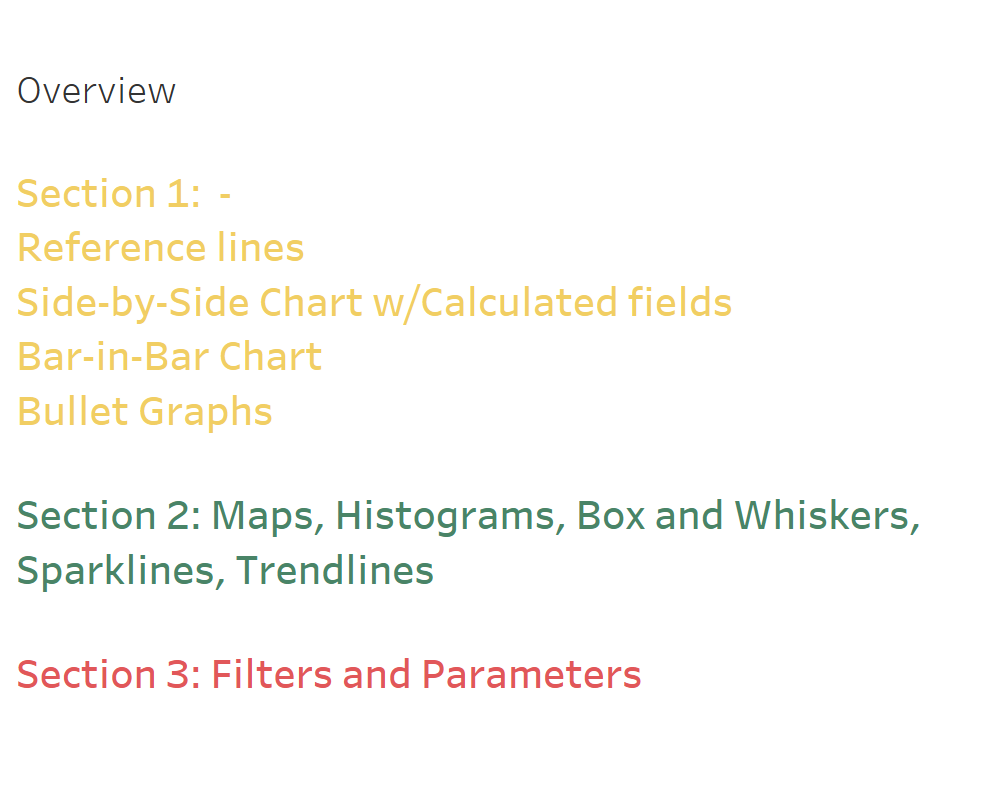 Overview
Section 1:  -
Reference lines
Side-by-Side Chart w/Calculated fields
Bar-in-Bar Chart
Bullet Graphs
Section 2: Maps, Histograms, Box and Whiskers,
Sparklines, Trendlines
Section 3: Filters and Parameters